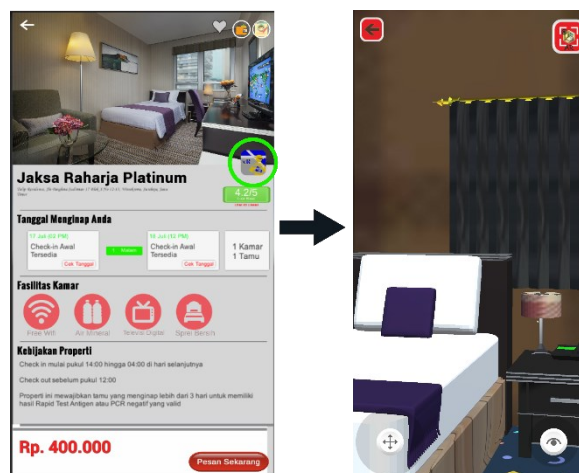 Jaksa Raharja Platinum
4.2/5
Tanggal Menginap Anda
17 Jul (02 PM)
Check-in Awal
Tersedia
Cek Tanggal
1 Malam
18 Jul (12 PM)
Check-in Awal
Tersedia
Cek Tanggal
1 Kamar
1 Tamu
Fasilitas Kamar
Free Wifi
Air Mineral
Televisi Digital
Sprei Bersih
Kebijakan Properti
Check in mulai pukul 14:00 hingga 04:00 di hari selanjutnya
Check out sebelum pukul 12:00
Properti ini mewajibkan tamu yang menginap lebih dari 3 hari untuk memiliki
hasil Rapid Test Antigen atau PCR negatif yang valid
Rp. 400.000
Pesan Sekarang